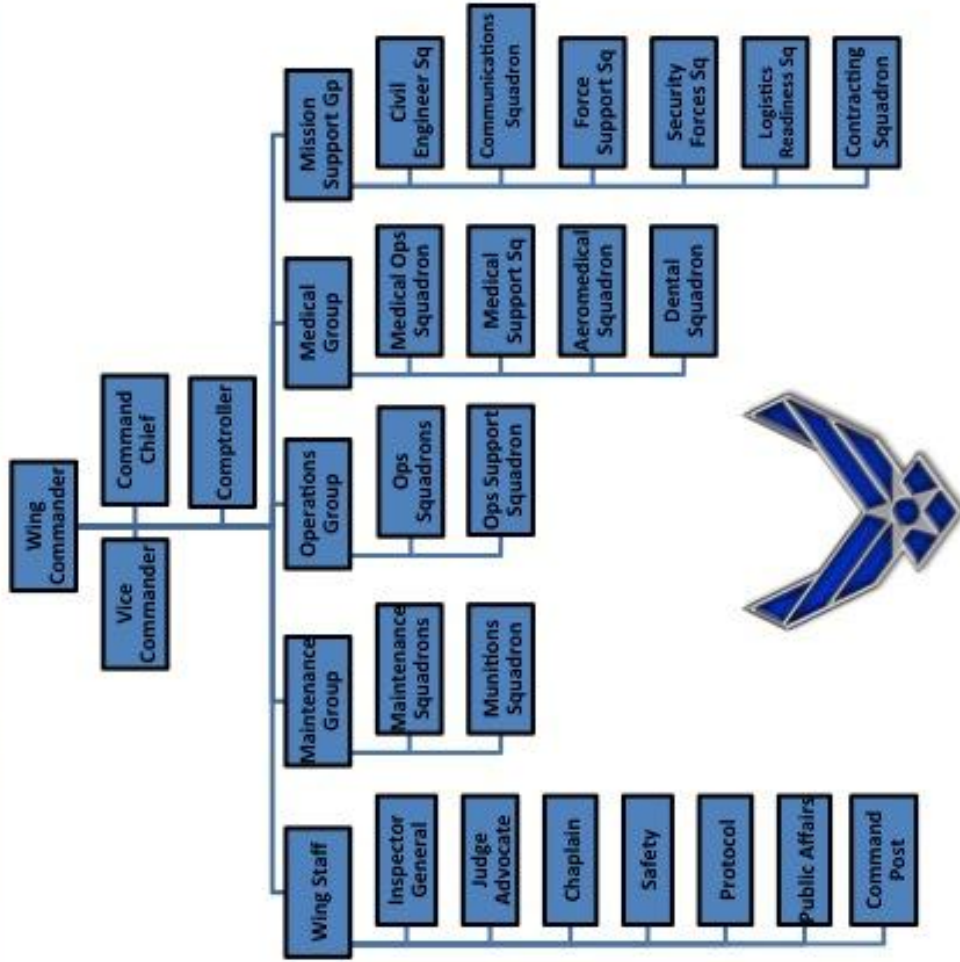 Wing
Commander
Vice
Commander
Command
Chief
Comptroller
Wing Staff
Inspector
General
Judge
Advocate
Chaplain
Safety
Protocol
Public Affairs
Command
Post
Maintenance
Group
Maintenance
Squadrons
Munitions
Squadron
Operations
Group
Ops
Squadrons
Ops Support
Squadron
Medical
Group
Medical Ops
Squadron
Medical
Support Sq
Aeromedical
Squadron
Dental
Squadron
Mission
Support Gp
Civil
Engineer Sq
Communications
Squadron
Force
Support Sq
Security
Forces Sq
Logistics
Readiness Sq
Contracting
Squadron